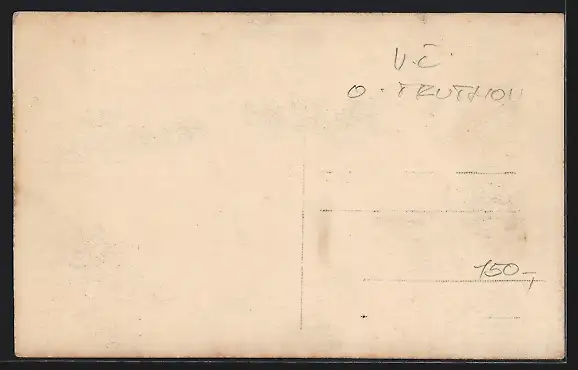 V.Č.
O. TRUTNOV
150,-